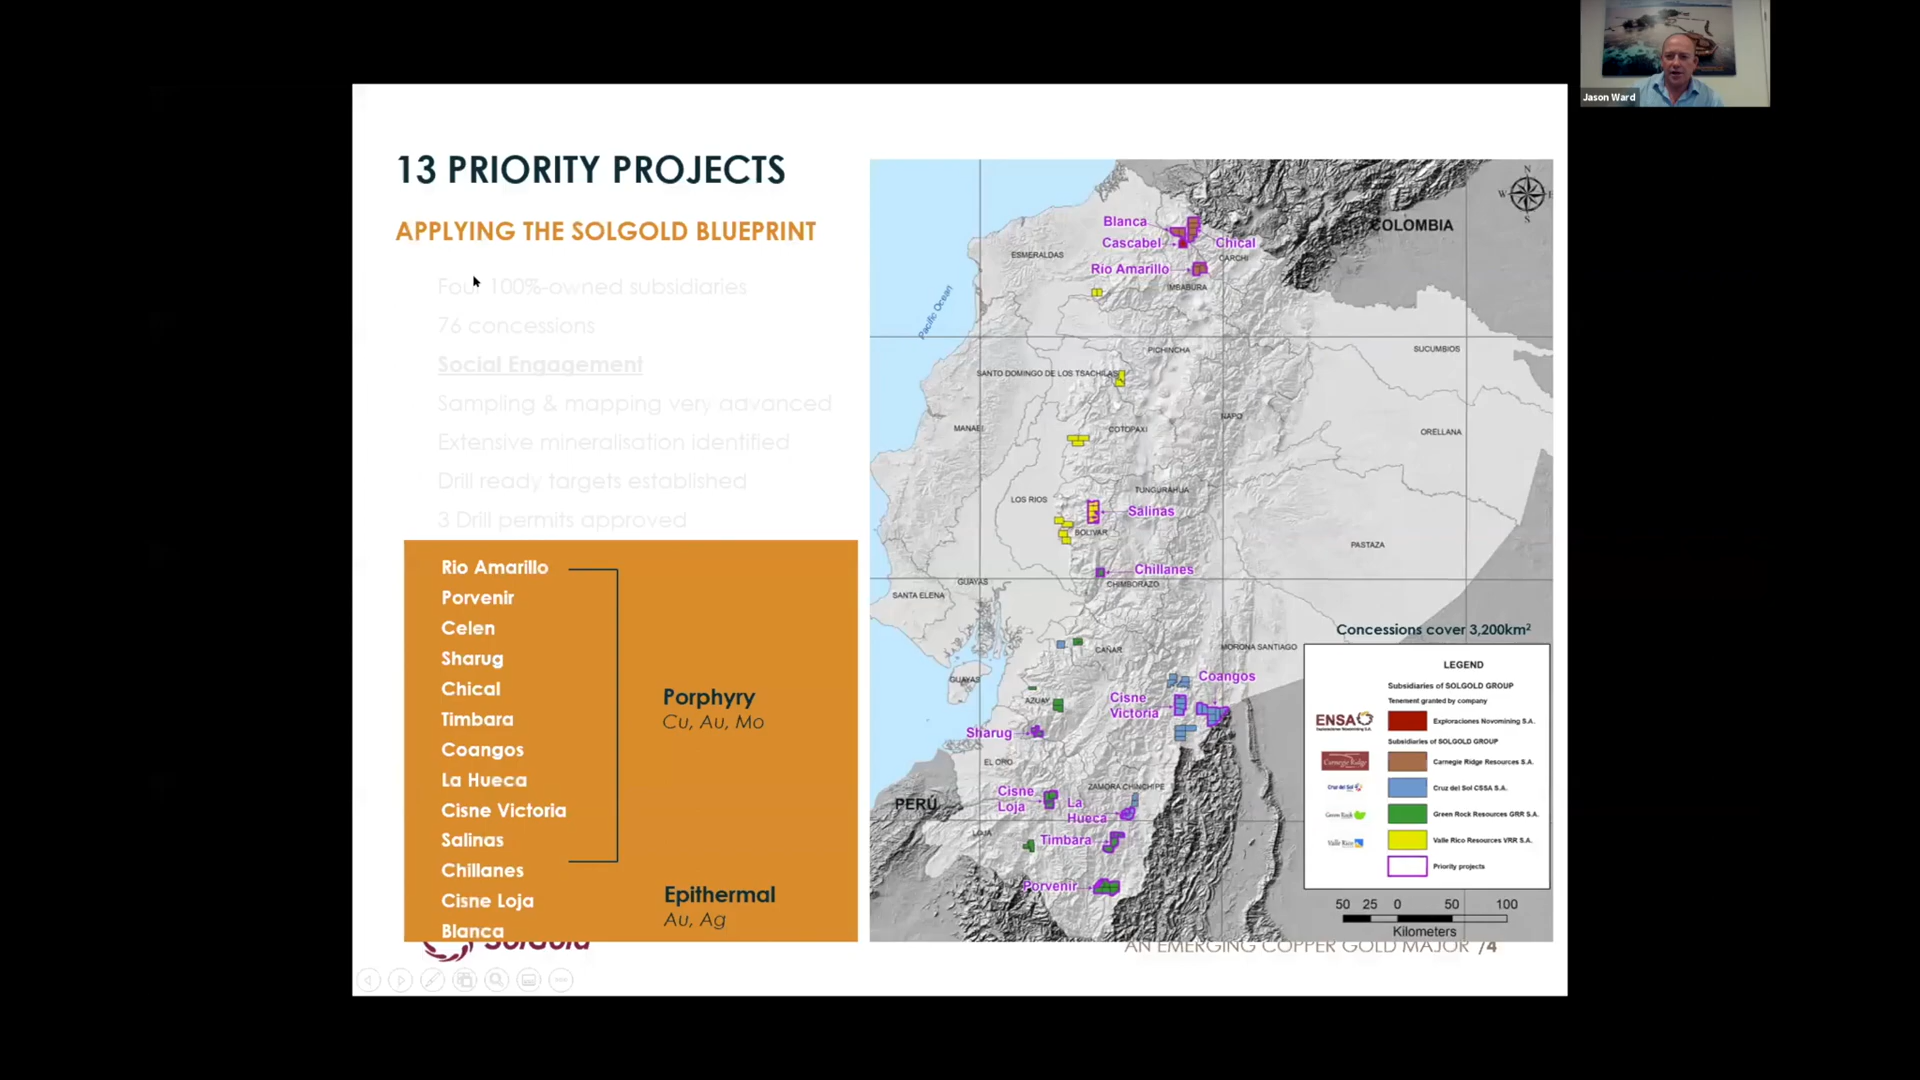 Jason Ward
13 PRIORITY PROJECTS
APPLYING THE SOLGOLD BLUEPRINT
Four 100%-owned subsidiaries
76 concessions
Social Engagement
Sampling & mapping very advanced
Extensive mineralisation identified
Drill ready targets established
3 Drill permits approved
Rio Amarillo
Porvenir
Celen
Sharug
Chical
Timbara
Coangos
La Hueca
Cisne Victoria
Salinas
Chillanes
Cisne Loja
Blanca
Porphyry
Cu, Au, Mo
Epithermal
Au, Ag
SolGold
N
W
E
S
COLOMBIA
Blanca
Cascabel
Chical
ESMERALDAS
CARCHI
Rio Amarillo
IMBABURA
Pacific Ocean
PICHINCHA
SUCUMBIOS
SANTO DOMINGO DE LOS TSACHILAS
NAPO
MANABI
COTOPAXI
ORELLANA
TUNGURAHUA
LOS RIOS
Salinas
BOLIVAR
PASTAZA
Chillanes
GUAYAS
CHIMBORAZO
SANTA ELENA
Concessions cover 3,200km²
CAÑAR
MORONA SANTIAGO
GUAYAS
Coangos
AZUAY
Cisne
Victoria
Sharug
EL ORO
ZAMORA CHINCHIPE
Cisne
Loja
La
Hueca
PERÚ
LOJA
Timbara
Porvenir
LEGEND
Subsidiaries of SOLGOLD GROUP
Tenement granted by company
ENSA
Exploraciones Novomining S.A.
Subsidiaries of SOLGOLD GROUP
Carnegie Ridge
Carnegie Ridge Resources S.A.
Cruz del Sol
Cruz del Sol CSSA S.A.
Green Rock
Green Rock Resources GRR S.A.
Valle Rico
Valle Rico Resources VRR S.A.
Priority projects
50 25 0 50 100
Kilometers
AN EMERGING COPPER GOLD MAJOR /4